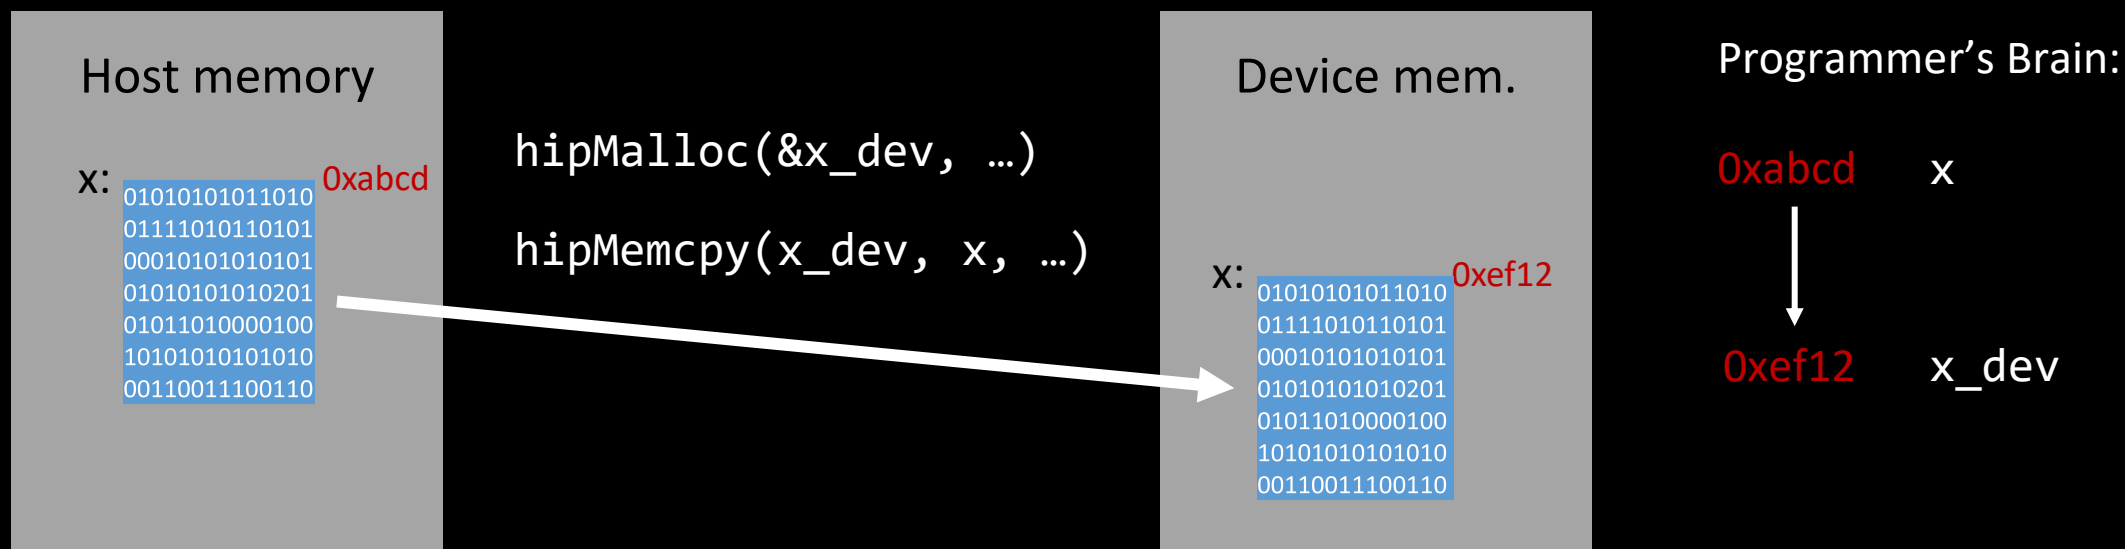 Host memory
x:
0xabcd
01010101011010
01111010110101
00010101010101
01010101010201
01011010000100
10101010101010
00110011100110
hipMalloc(&x_dev, …)
hipMemcpy(x_dev, x, …)
Device mem.
x:
0xef12
01010101011010
01111010110101
00010101010101
01010101010201
01011010000100
10101010101010
00110011100110
Programmer’s Brain:
0xabcd x
0xef12 x_dev